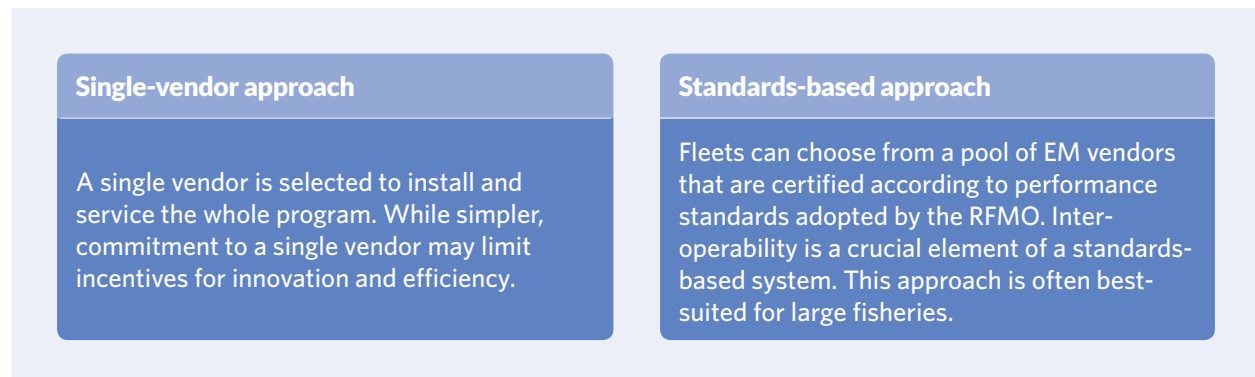 Single-vendor approach
A single vendor is selected to install and
service the whole program. While simpler,
commitment to a single vendor may limit
incentives for innovation and efficiency.
Standards-based approach
Fleets can choose from a pool of EM vendors
that are certified according to performance
standards adopted by the RFMO. Inter-
operability is a crucial element of a standards-
based system. This approach is often best-
suited for large fisheries.